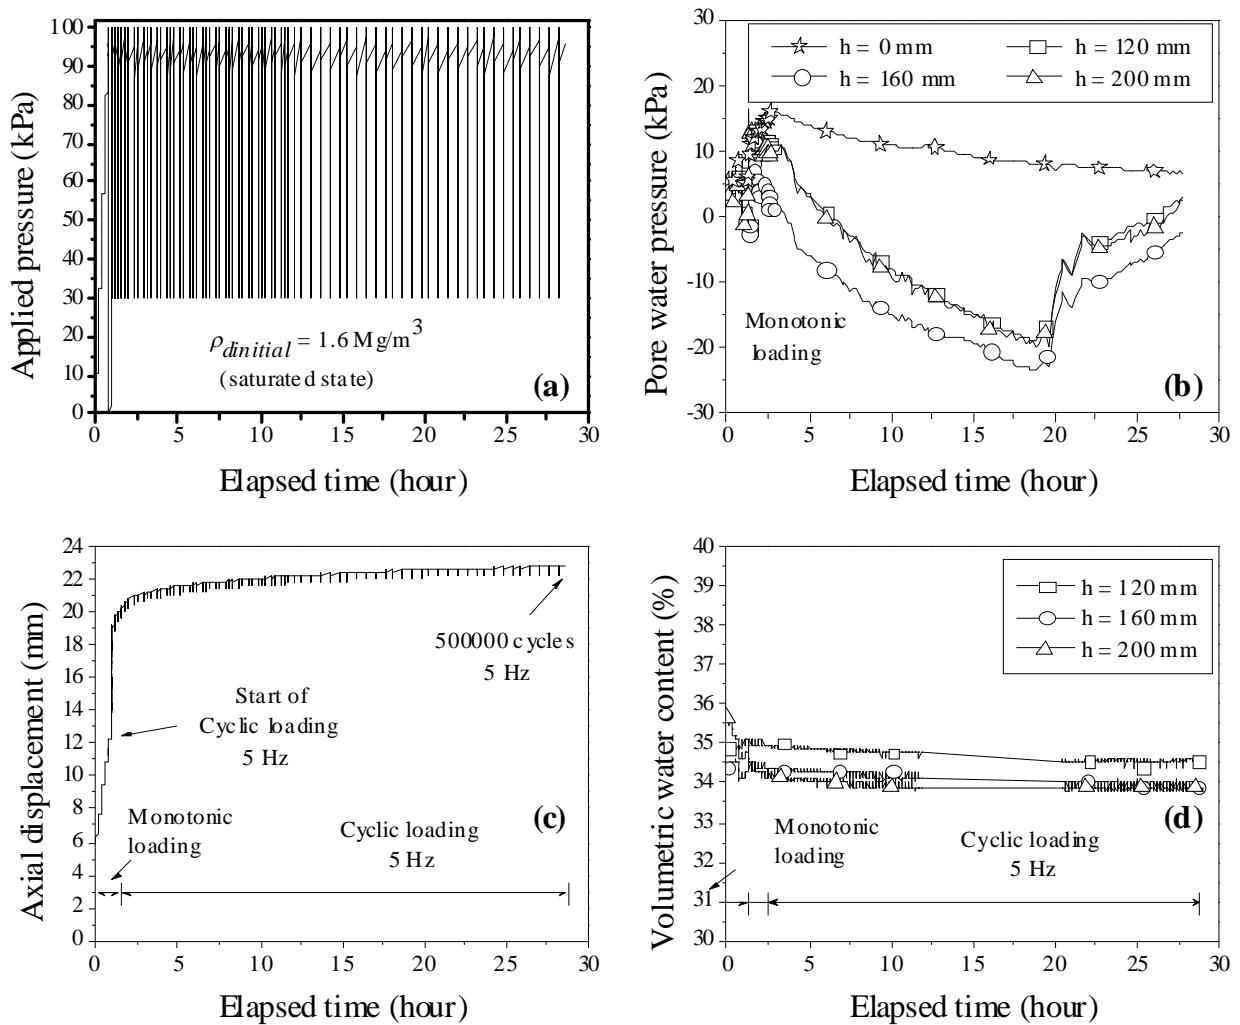 100
90
80
70
60
50
40
30
20
10
0
Applied pressure (kPa)
ρdinitial = 1.6 Mg/m3
(saturated state)
(a)
0 5 10 15 20 25 30
Elapsed time (hour)
30
20
10
0
-10
-20
-30
Pore water pressure (kPa)
h = 0 mm
h = 120 mm
h = 160 mm
h = 200 mm
Monotonic
loading
(b)
0 5 10 15 20 25 30
Elapsed time (hour)
24
22
20
18
16
14
12
10
8
6
4
2
0
Axial displacement (mm)
500000 cycles
5 Hz
Start of
Cyclic loading
5 Hz
Monotonic
loading
Cyclic loading
5 Hz
(c)
0 5 10 15 20 25 30
Elapsed time (hour)
40
39
38
37
36
35
34
33
32
31
30
Volumetric water content (%)
h = 120 mm
h = 160 mm
h = 200 mm
Monotonic
loading
Cyclic loading
5 Hz
(d)
0 5 10 15 20 25 30
Elapsed time (hour)